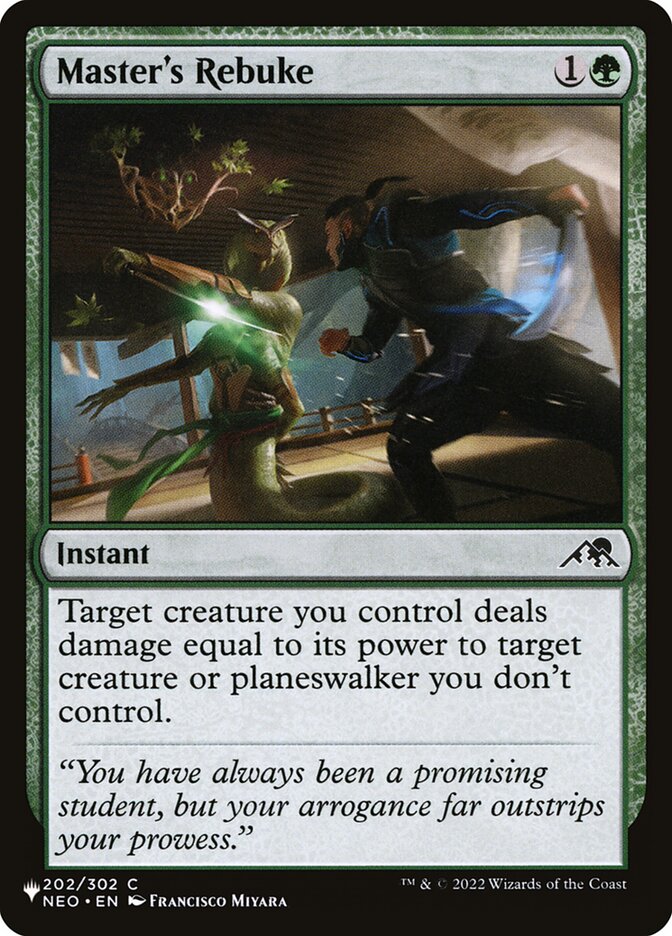 Master's Rebuke 1
Instant
Target creature you control deals
damage equal to its power to target
creature or planeswalker you don't
control.
"You have always been a promising
student, but your arrogance far outstrips
your prowess."
202/302 C
NEO • EN Francisco Miyara
™ & © 2022 Wizards of the Coast